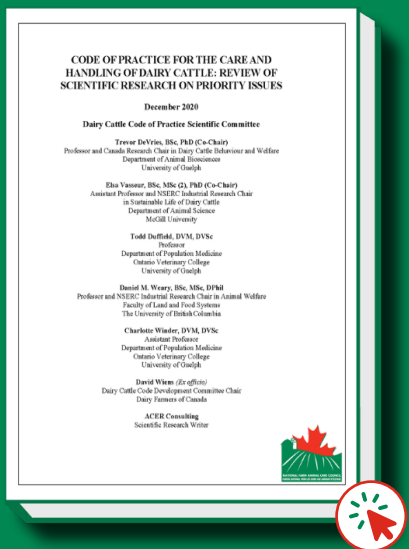 CODE OF PRACTICE FOR THE CARE AND
HANDLING OF DAIRY CATTLE: REVIEW OF
SCIENTIFIC RESEARCH ON PRIORITY ISSUES
December 2020
Dairy Cattle Code of Practice Scientific Committee
Trevor DeVries, BSc, PhD (Co-Chair)
Professor and Canada Research Chair in Dairy Cattle Behaviour and Welfare
Department of Animal Biosciences
University of Guelph
Elsa Vasseur, BSc, MSc (2), PhD (Co-Chair)
Assistant Professor and NSERC Industrial Research Chair
in Sustainable Life of Dairy Cattle
Department of Animal Science
McGill University
Todd Duffield, DVM, DVSc
Professor
Department of Population Medicine
Ontario Veterinary College
University of Guelph
Daniel M. Weary, BSc, MSc, DPhil
Professor and NSERC Industrial Research Chair in Animal Welfare
Faculty of Land and Food Systems
The University of British Columbia
Charlotte Winder, DVM, DVSc
Assistant Professor
Department of Population Medicine
Ontario Veterinary College
University of Guelph
David Wiens (Ex officio)
Dairy Cattle Code Development Committee Chair
Dairy Farmers of Canada
ACER Consulting
Scientific Research Writer
NATIONAL FARM ANIMAL CARE COUNCIL